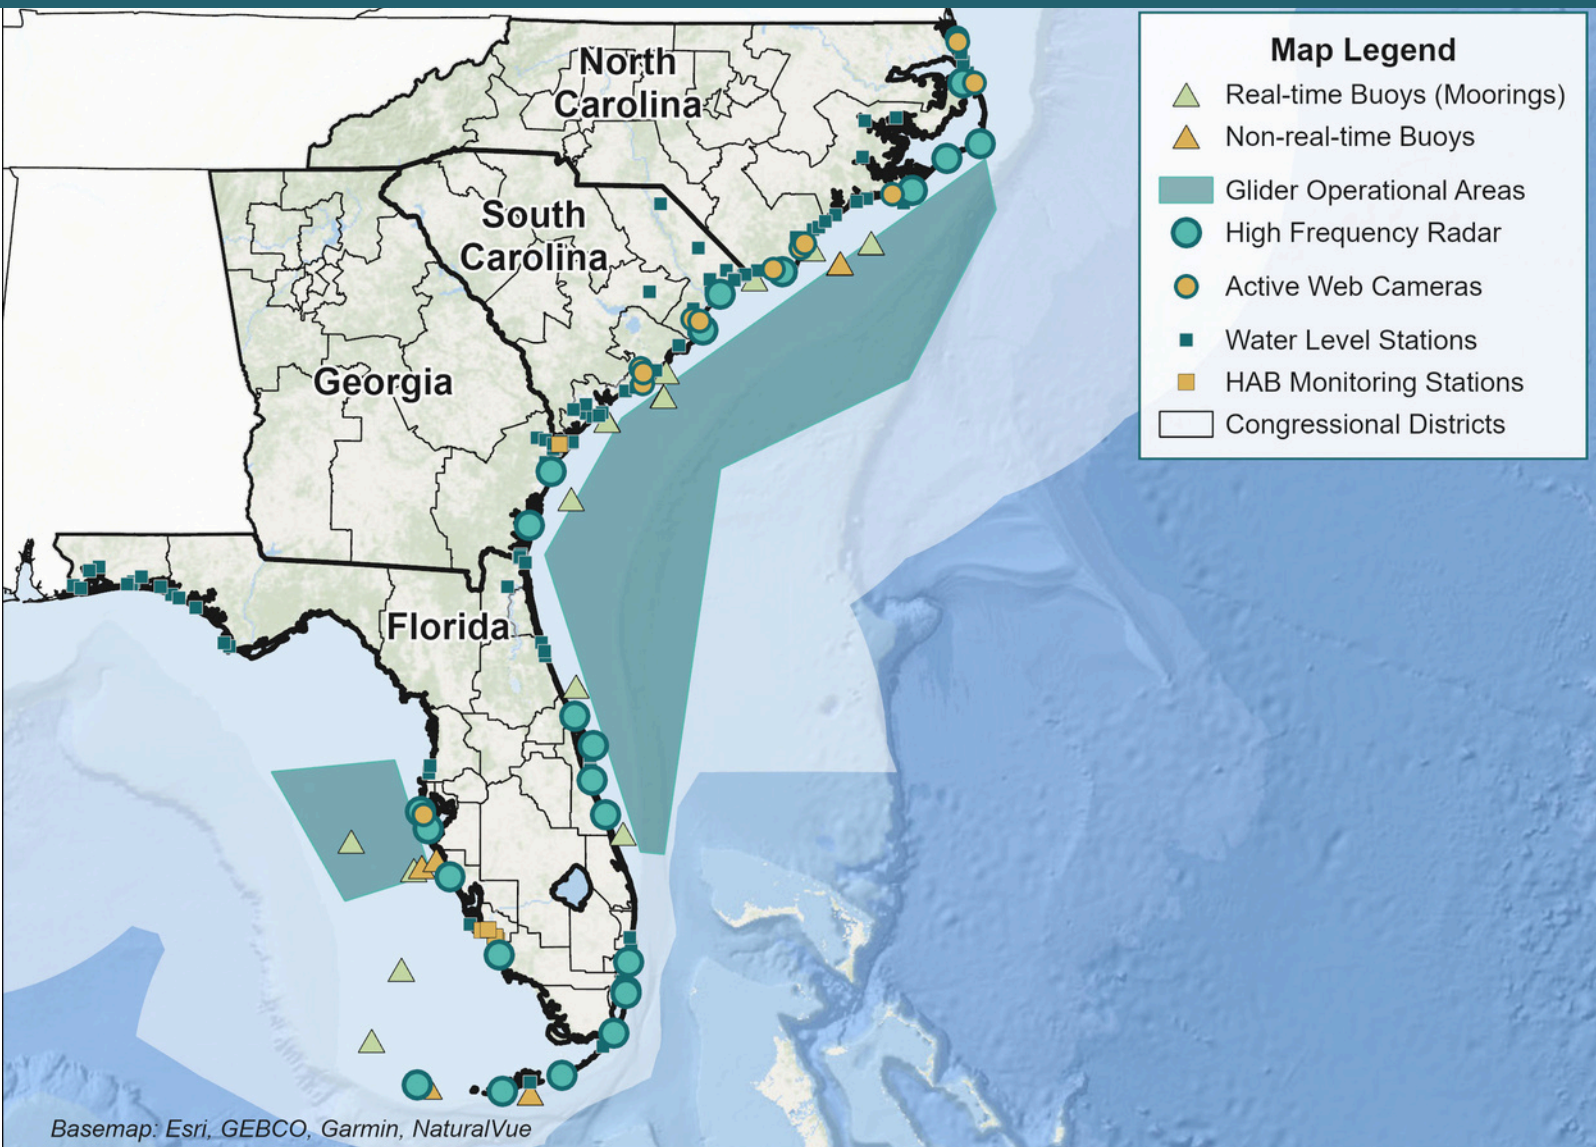 North
Carolina
South
Carolina
Georgia
Florida
Map Legend
Real-time Buoys (Moorings)
Non-real-time Buoys
Glider Operational Areas
High Frequency Radar
Active Web Cameras
Water Level Stations
HAB Monitoring Stations
Congressional Districts
Basemap: Esri, GEBCO, Garmin, NaturalVue